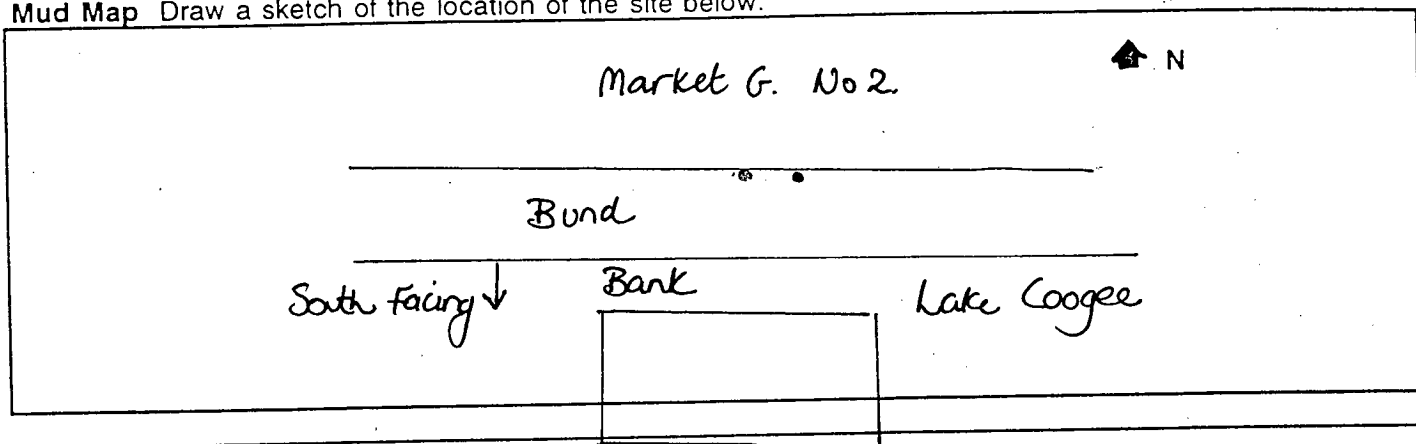 Mud Map Draw a sketch of the location of the site below.
N
Market G. No 2.
Bund
South Facing
Bank
Lake Coogee